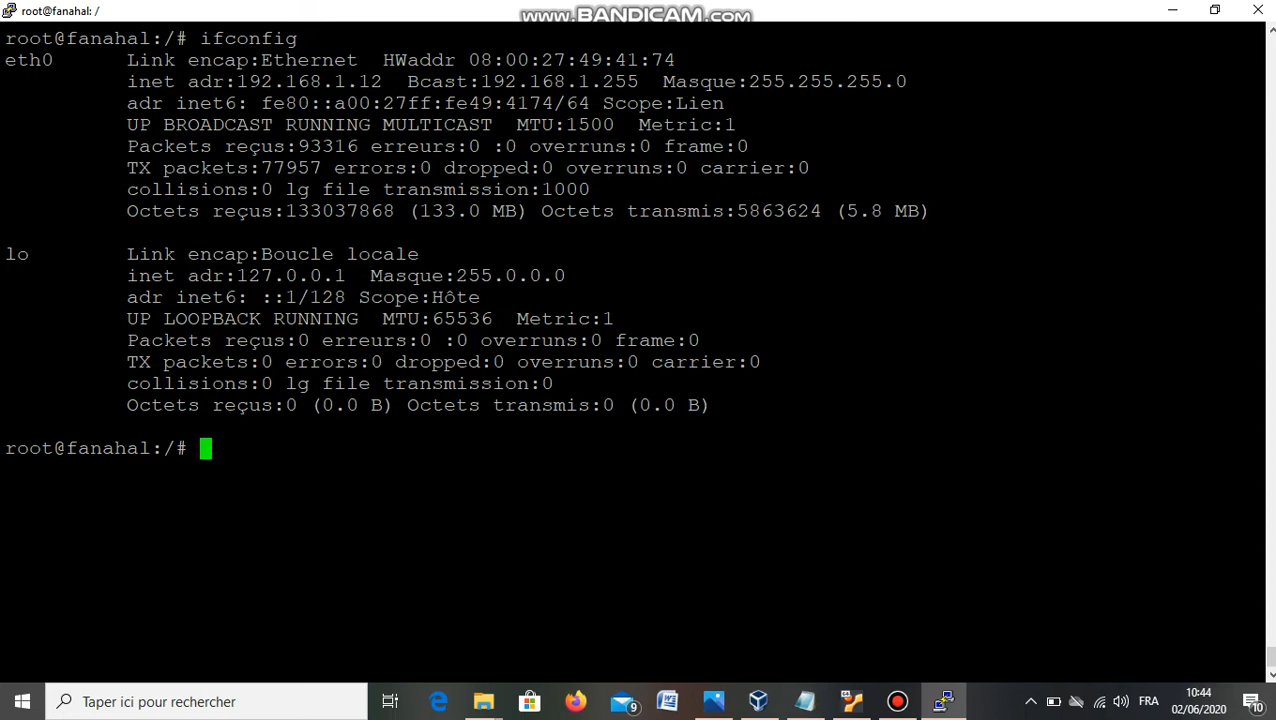 root@fanahal: /
www.BANDICAM.com
root@fanahal:/# ifconfig
eth0 Link encap:Ethernet HWaddr 08:00:27:49:41:74
inet adr:192.168.1.12 Bcast:192.168.1.255 Masque:255.255.255.0
adr inet6: fe80::a00:27ff:fe49:4174/64 Scope:Lien
UP BROADCAST RUNNING MULTICAST MTU:1500 Metric:1
Packets reçus:93316 erreurs:0 :0 overruns:0 frame:0
TX packets:77957 errors:0 dropped:0 overruns:0 carrier:0
collisions:0 lg file transmission:1000
Octets reçus:133037868 (133.0 MB) Octets transmis:5863624 (5.8 MB)
lo Link encap:Boucle locale
inet adr:127.0.0.1 Masque:255.0.0.0
adr inet6: ::1/128 Scope:Hôte
UP LOOPBACK RUNNING MTU:65536 Metric:1
Packets reçus:0 erreurs:0 :0 overruns:0 frame:0
TX packets:0 errors:0 dropped:0 overruns:0 carrier:0
collisions:0 lg file transmission:0
Octets reçus:0 (0.0 B) Octets transmis:0 (0.0 B)
root@fanahal:/#
Taper ici pour rechercher
9
W
FRA
10:44
02/06/2020
10